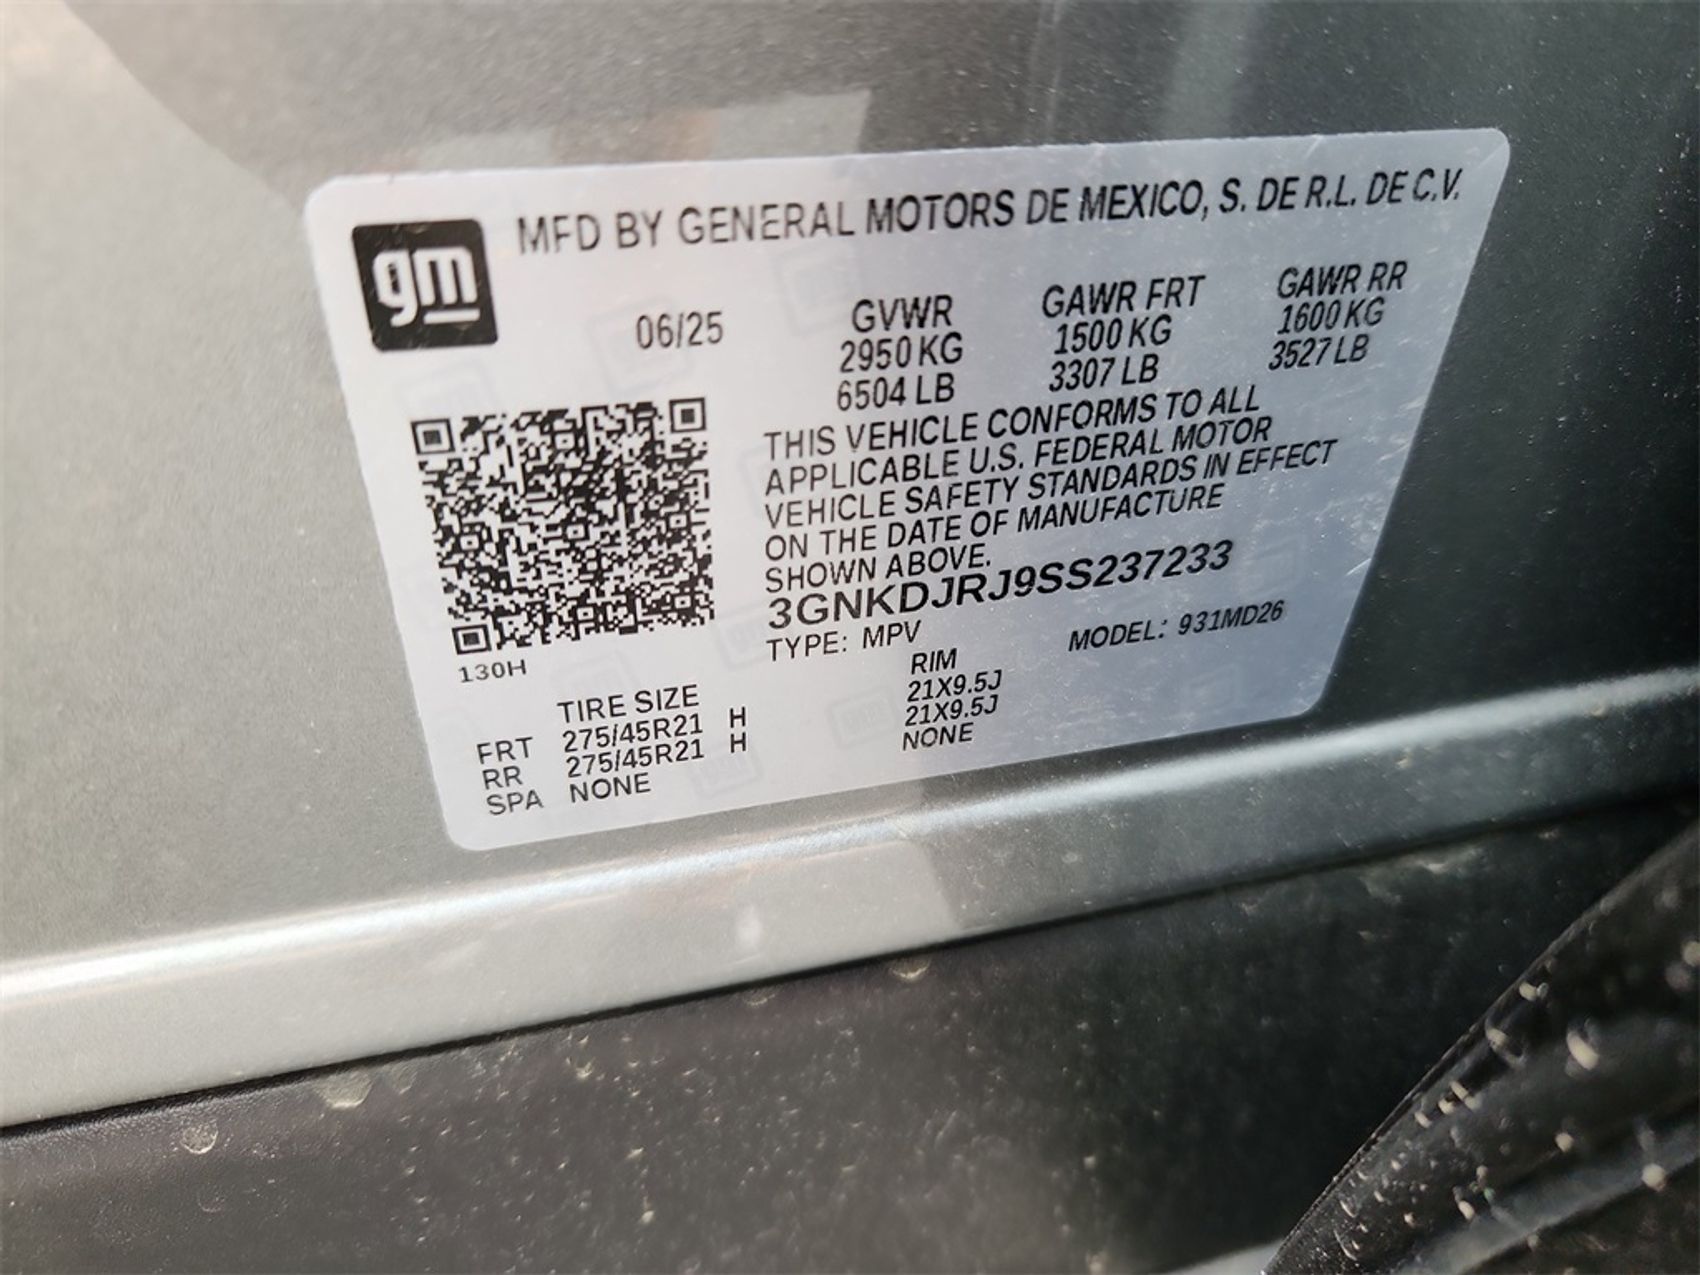 gm
MFD BY GENERAL MOTORS DE MEXICO, S. DE R.L. DE C.V.
06/25 GVWR GAWR FRT GAWR RR
2950 KG 1500 KG 1600 KG
6504 LB 3307 LB 3527 LB
THIS VEHICLE CONFORMS TO ALL
APPLICABLE U.S. FEDERAL MOTOR
VEHICLE SAFETY STANDARDS IN EFFECT
ON THE DATE OF MANUFACTURE
SHOWN ABOVE.
3GNKDJRJ9SS237233
TYPE: MPV MODEL: 931MD26
130H
TIRE SIZE RIM
FRT 275/45R21 H 21X9.5J
RR 275/45R21 H 21X9.5J
SPA NONE NONE